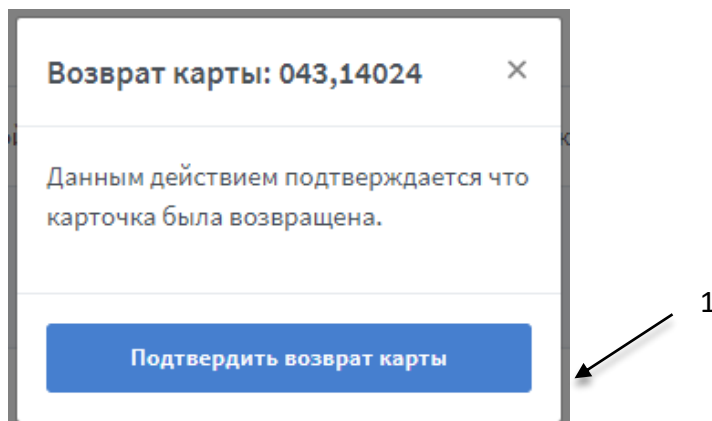 Возврат карты: 043,14024
Данным действием подтверждается что
карточка была возвращена.
1
Подтвердить возврат карты